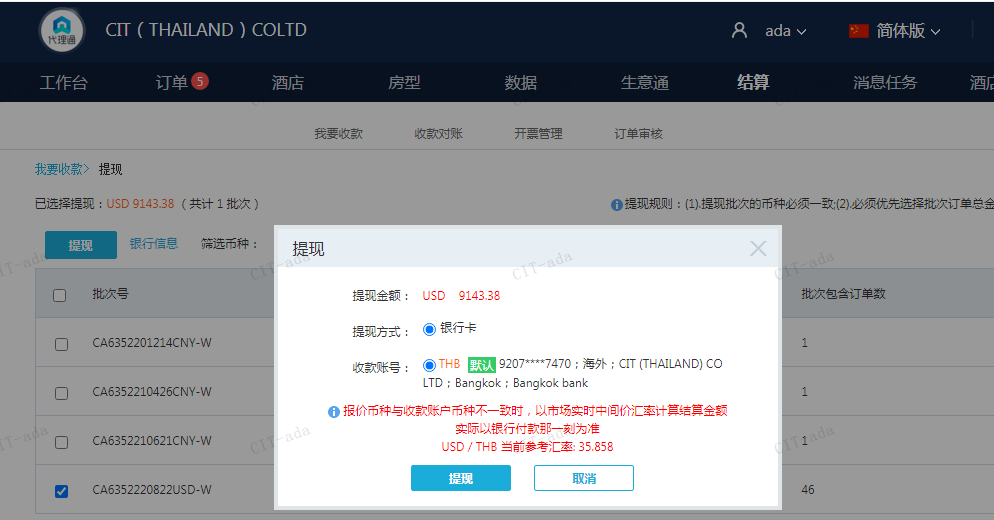 代理通
CIT ( THAILAND ) COLTD
ada
简体版
工作台
订单 5
酒店
房型
数据
生意通
结算
消息任务
酒店
我要收款
收款对账
开票管理
订单审核
我要收款> 提现
已选择提现：USD 9143.38 （ 共计 1 批次 ）
提现规则：(1).提现批次的币种必须一致;(2).必须优先选择批次订单总金
提现
银行信息
筛选币种：
批次号
批次包含订单数
CA6352201214CNY-W
1
CA6352210426CNY-W
1
CA6352210621CNY-W
1
CA6352220822USD-W
46
提现
提现金额： USD 9143.38
提现方式： 银行卡
收款账号： THB 默认 9207****7470；海外；CIT (THAILAND) CO
LTD；Bangkok；Bangkok bank
报价币种与收款账户币种不一致时，以市场实时中间价汇率计算结算金额
实际以银行付款那一刻为准
USD / THB 当前参考汇率: 35.858
提现
取消
CIT-ada
CIT-ada
CIT-ada
CIT-ada
CIT-ada
CIT-ada